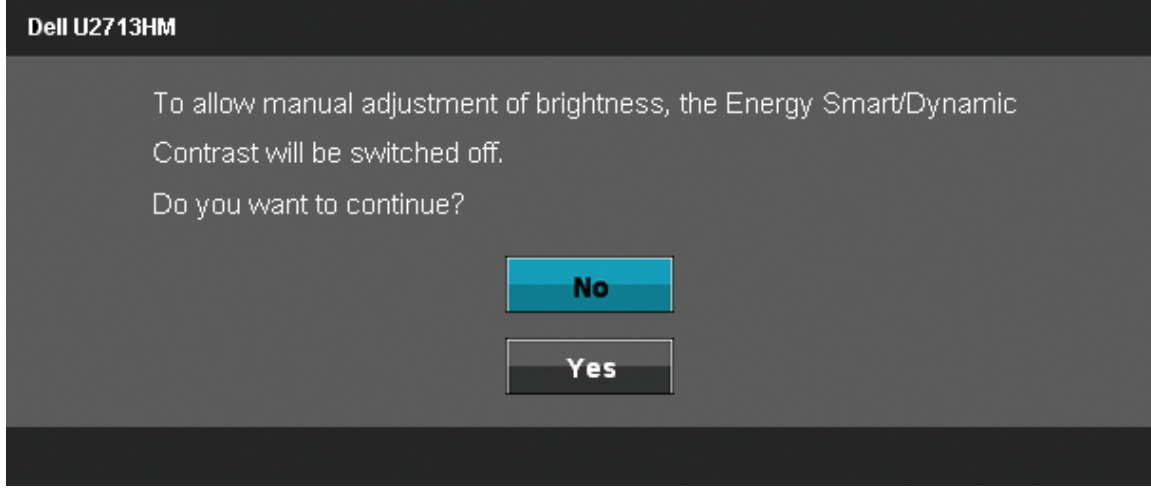 Dell U2713HM
To allow manual adjustment of brightness, the Energy Smart/Dynamic
Contrast will be switched off.
Do you want to continue?
No
Yes